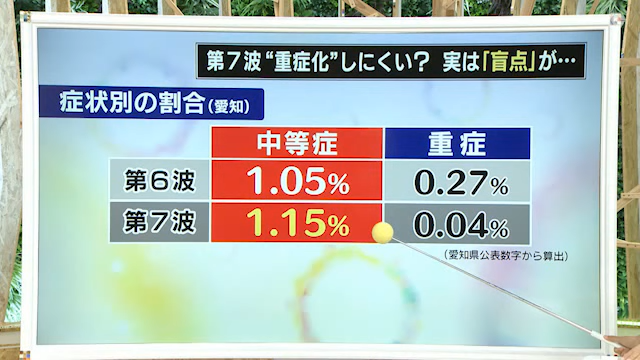 第7波“重症化”しにくい？ 実は「盲点」が…
症状別の割合(愛知)
中等症 重症
第6波 1.05% 0.27%
第7波 1.15% 0.04%
(愛知県公表数字から算出)